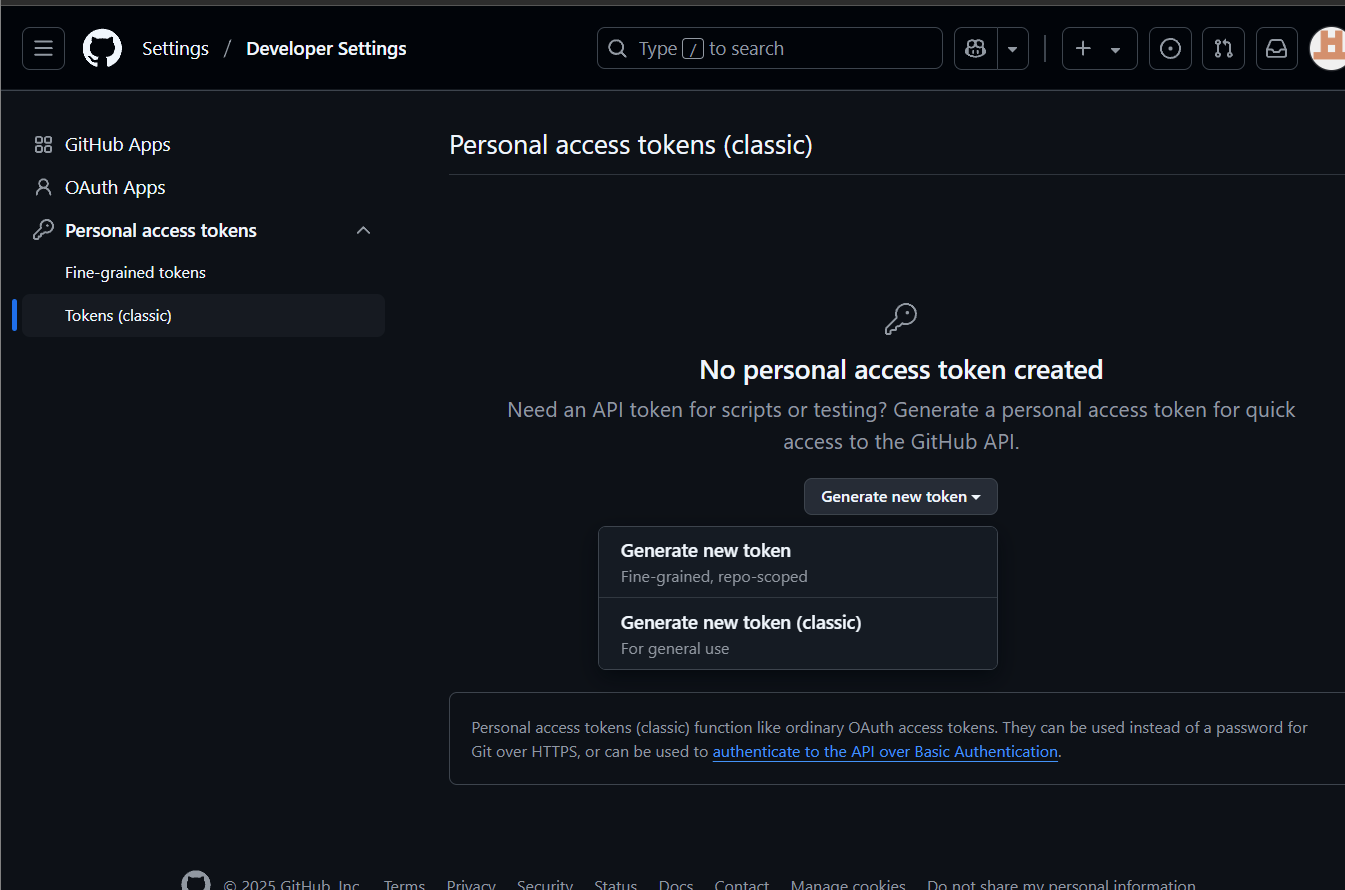 Settings / Developer Settings
Type / to search
GitHub Apps
OAuth Apps
Personal access tokens
Fine-grained tokens
Tokens (classic)
Personal access tokens (classic)
No personal access token created
Need an API token for scripts or testing? Generate a personal access token for quick
access to the GitHub API.
Generate new token
Generate new token
Fine-grained, repo-scoped
Generate new token (classic)
For general use
Personal access tokens (classic) function like ordinary OAuth access tokens. They can be used instead of a password for
Git over HTTPS, or can be used to authenticate to the API over Basic Authentication.
© 2025 GitHub, Inc. Terms Privacy Security Status Docs Contact Manage cookies Do not share my personal information